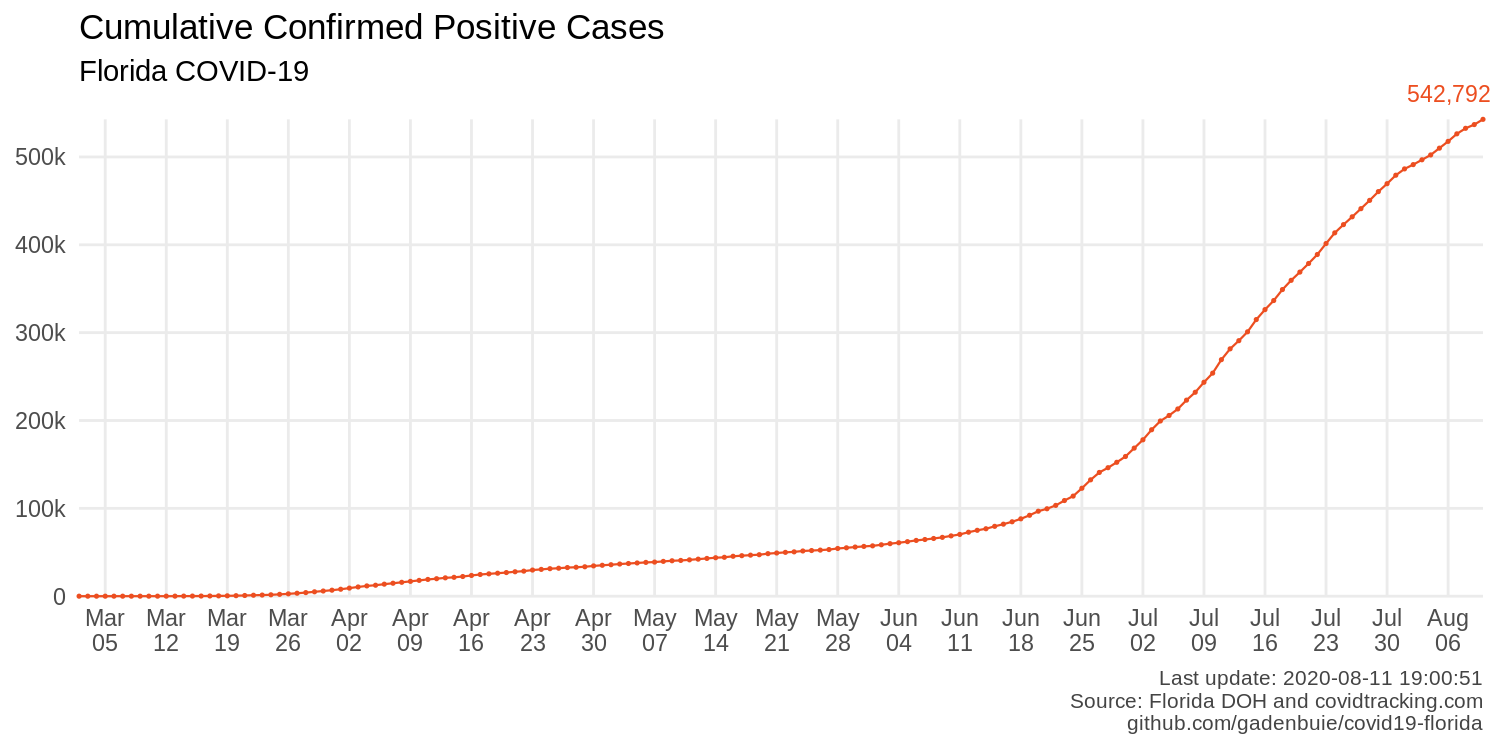 Cumulative Confirmed Positive Cases
Florida COVID-19
542,792
500k
400k
300k
200k
100k
0
Mar Mar Mar Mar Apr Apr Apr Apr Apr May May May May Jun Jun Jun Jun Jul Jul Jul Jul Jul Aug
05 12 19 26 02 09 16 23 30 07 14 21 28 04 11 18 25 02 09 16 23 30 06
Last update: 2020-08-11 19:00:51
Source: Florida DOH and covidtracking.com
github.com/gadenbuie/covid19-florida